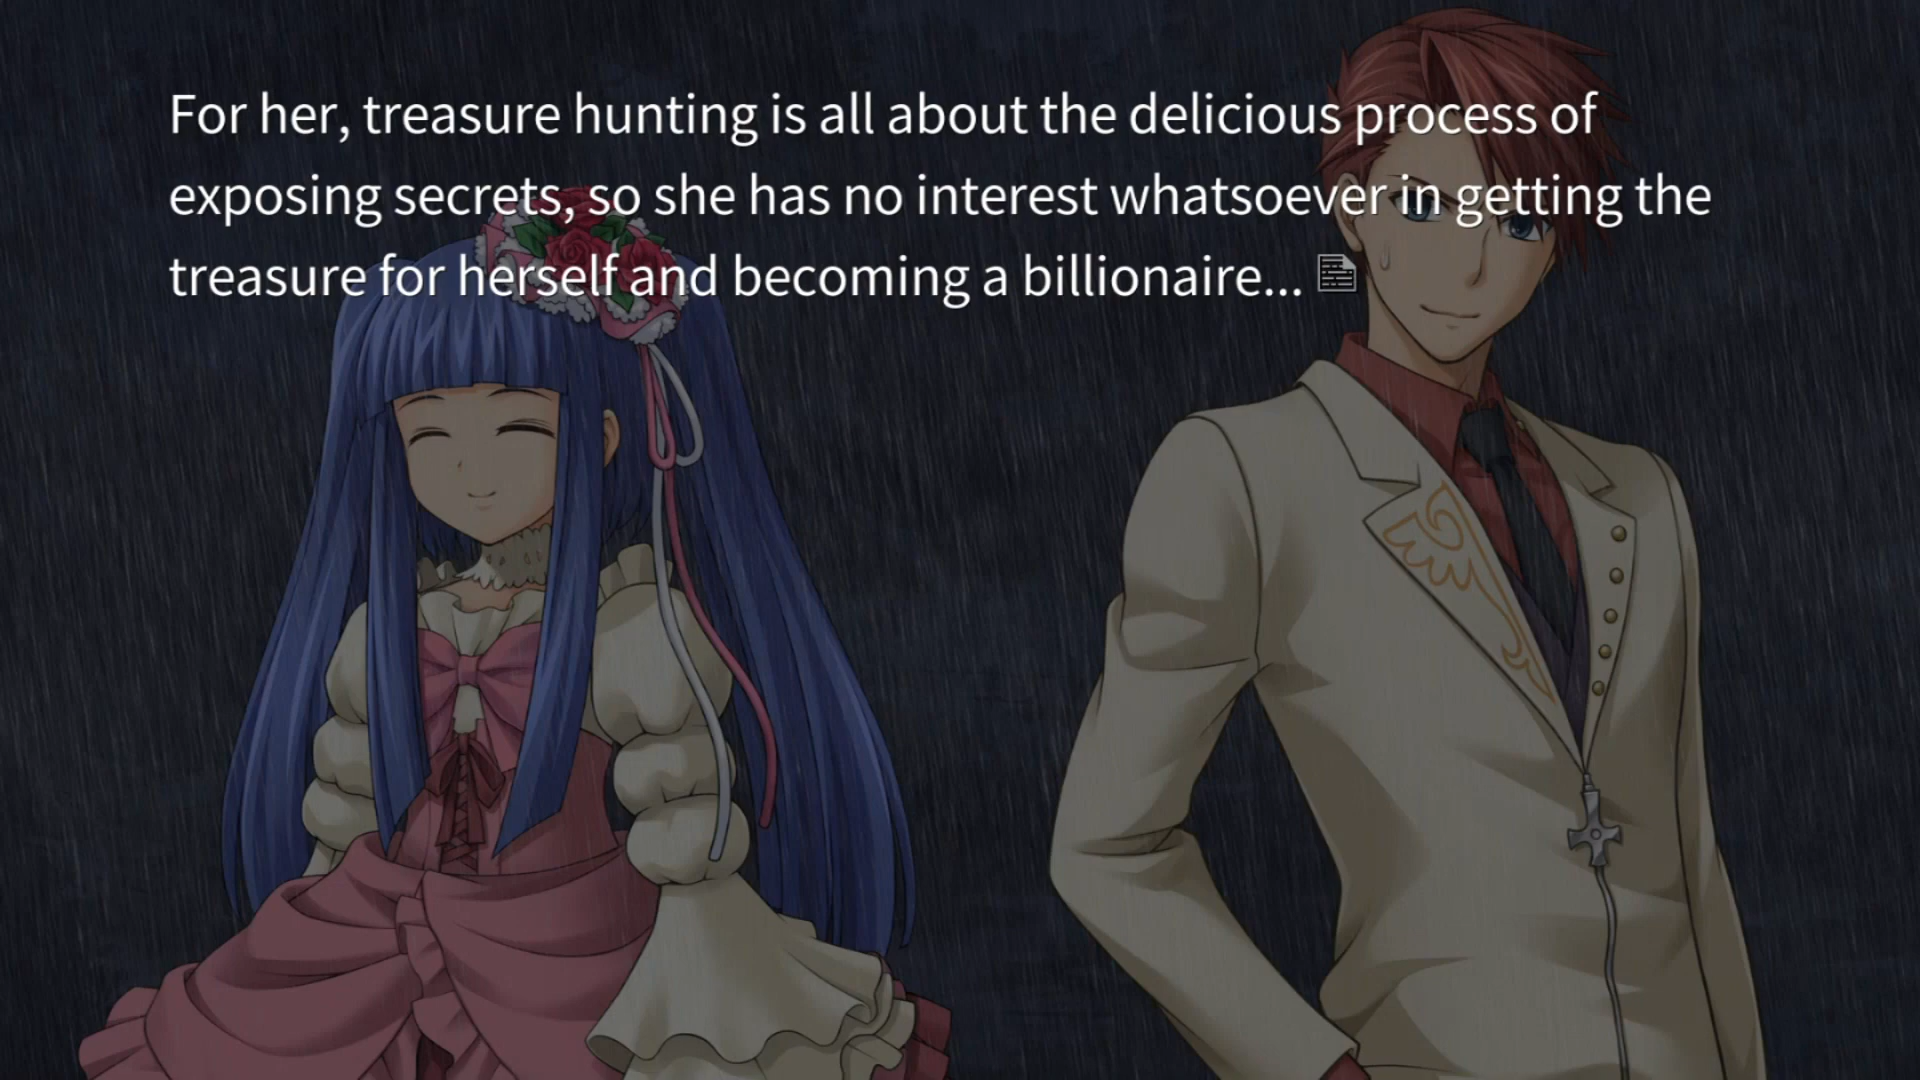 For her, treasure hunting is all about the delicious process of
exposing secrets, so she has no interest whatsoever in getting the
treasure for herself and becoming a billionaire...